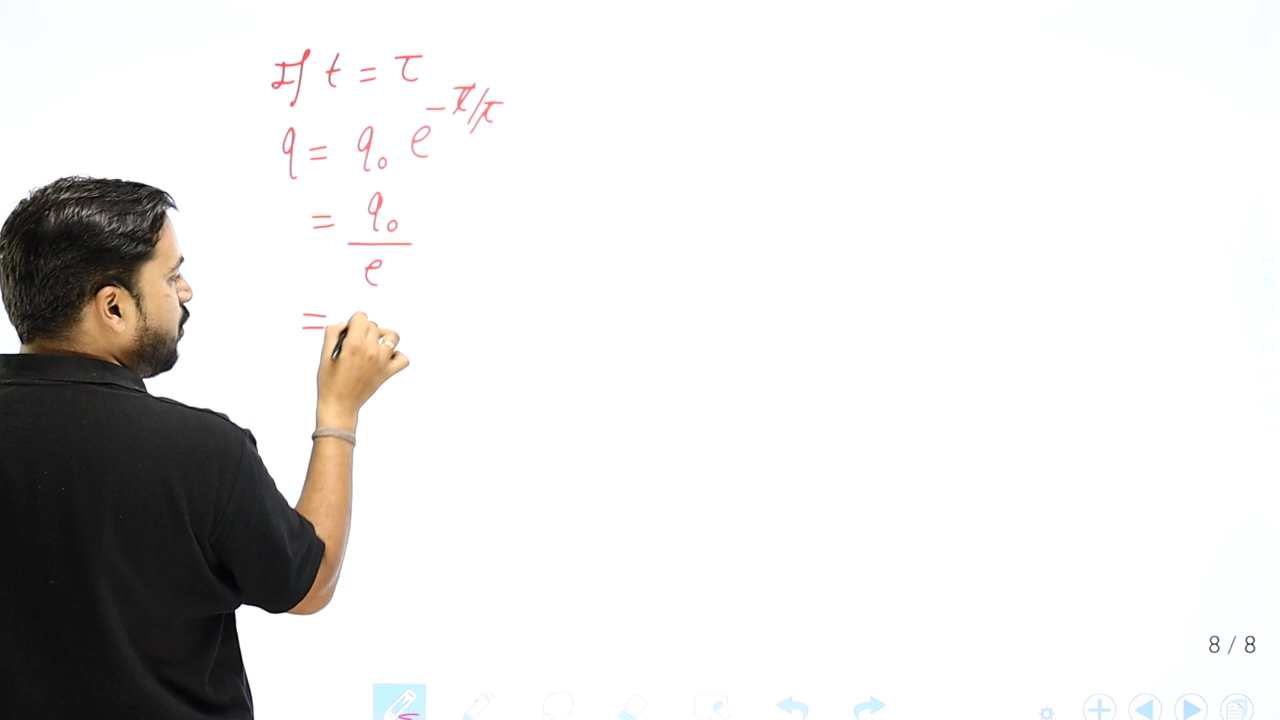 If t = τ
q = q₀ e^(-τ/τ)
= q₀/e
=
8 / 8